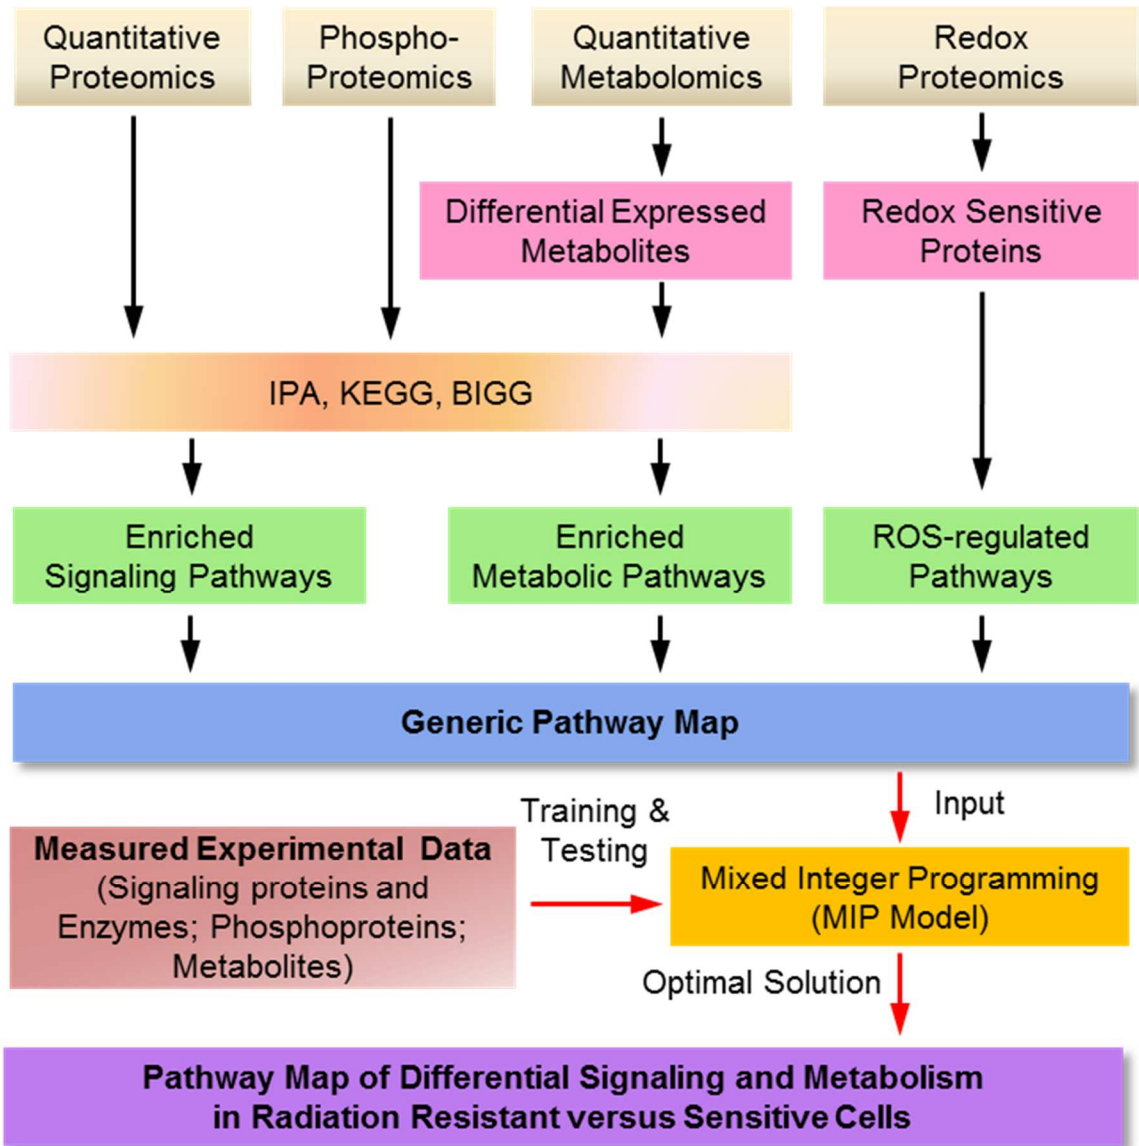 Quantitative
Proteomics
Phospho-
Proteomics
Quantitative
Metabolomics
Redox
Proteomics
Differential Expressed
Metabolites
Redox Sensitive
Proteins
IPA, KEGG, BIGG
Enriched
Signaling Pathways
Enriched
Metabolic Pathways
ROS-regulated
Pathways
Generic Pathway Map
Input
Training &
Testing
Measured Experimental Data
(Signaling proteins and
Enzymes; Phosphoproteins;
Metabolites)
Mixed Integer Programming
(MIP Model)
Optimal Solution
Pathway Map of Differential Signaling and Metabolism
in Radiation Resistant versus Sensitive Cells